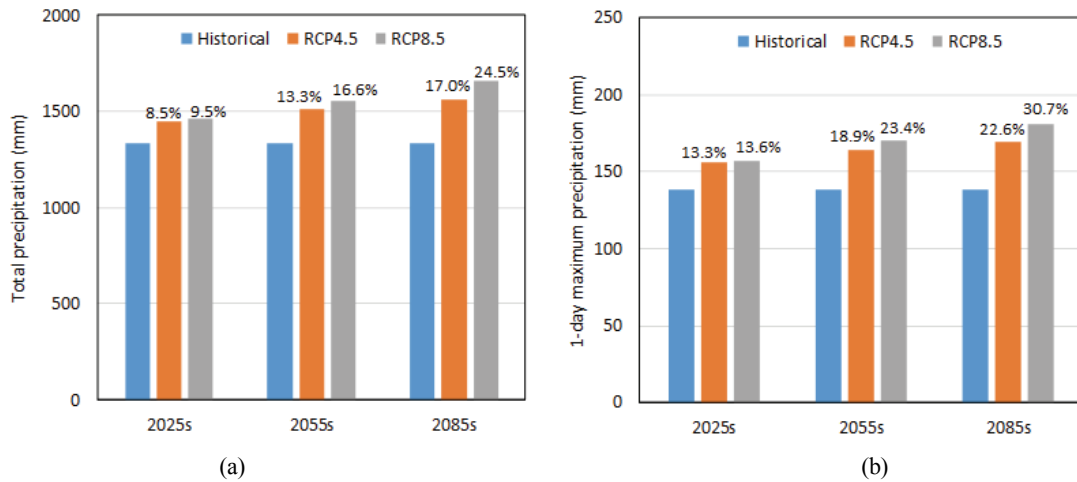 Total precipitation (mm)
2000
1500
1000
500
0
Historical RCP4.5 RCP8.5
8.5% 9.5%
13.3% 16.6%
17.0% 24.5%
2025s 2055s 2085s
(a)
1-day maximum precipitation (mm)
250
200
150
100
50
0
Historical RCP4.5 RCP8.5
13.3% 13.6%
18.9% 23.4%
22.6% 30.7%
2025s 2055s 2085s
(b)